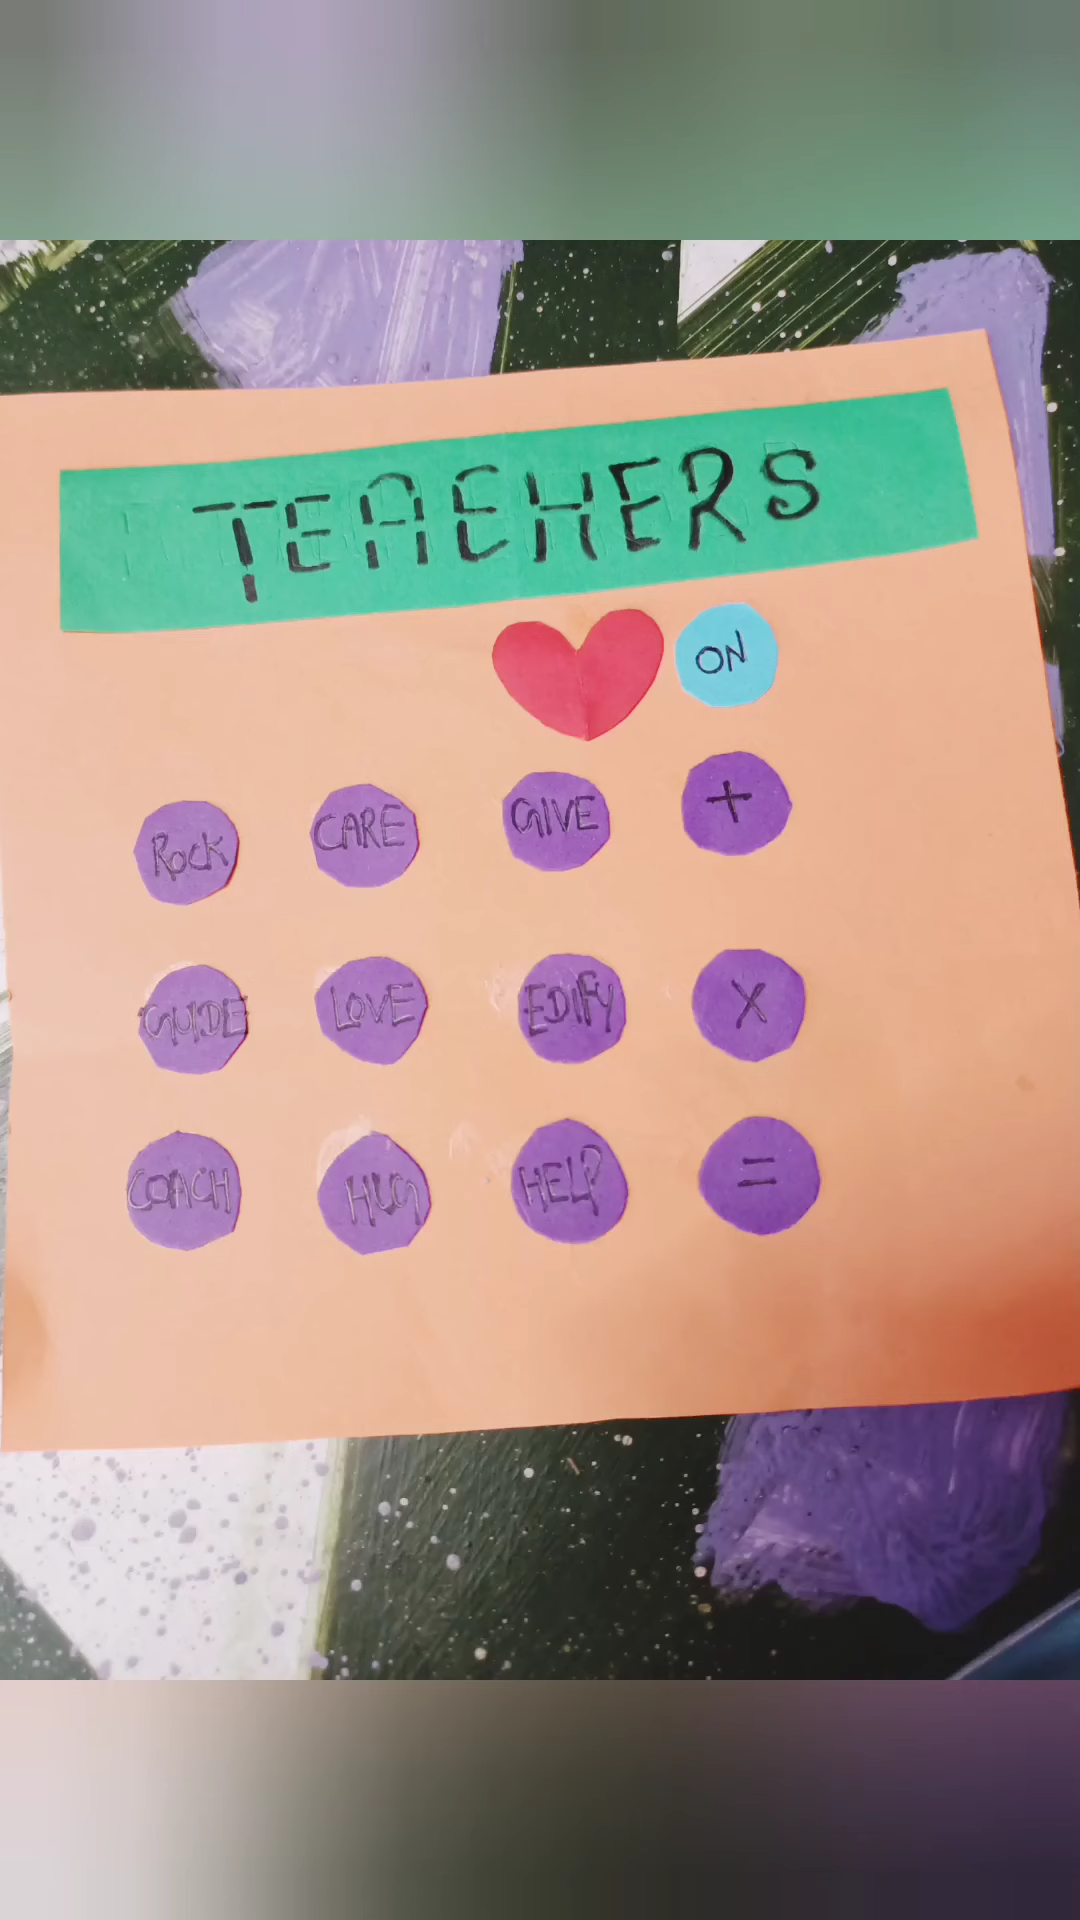 TEACHERS
ON
ROCK CARE GIVE +
GUIDE LOVE EDIFY X
COACH HUG HELP =